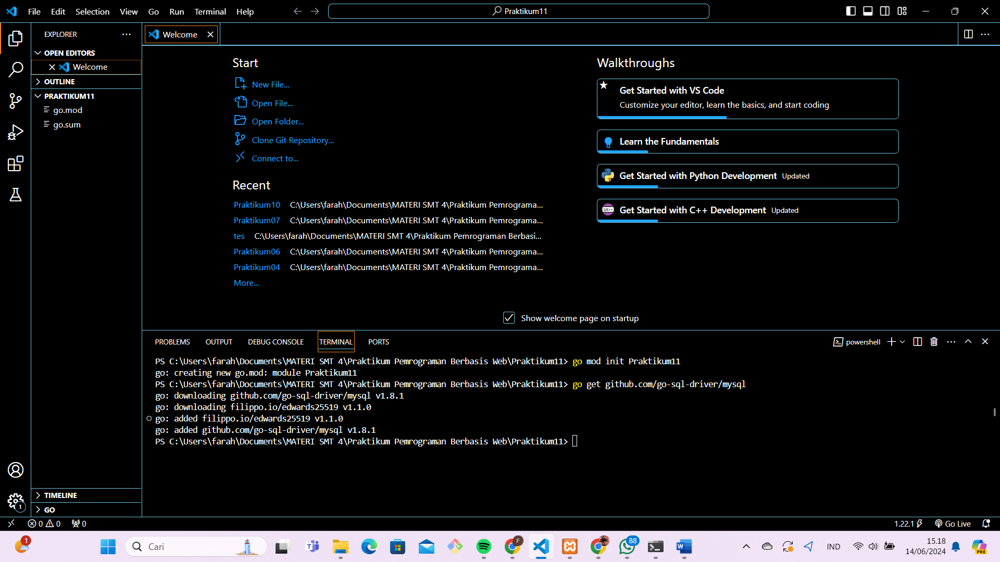 File Edit Selection View Go Run Terminal Help
Praktikum11
EXPLORER
OPEN EDITORS
Welcome
OUTLINE
PRAKTIKUM11
go.mod
go.sum
TIMELINE
GO
Welcome
Start
New File...
Open File...
Open Folder...
Clone Git Repository...
Connect to...
Recent
Praktikum10 C:\Users\farah\Documents\MATERI SMT 4\Praktikum Pemrograma...
Praktikum07 C:\Users\farah\Documents\MATERI SMT 4\Praktikum Pemrograma...
tes C:\Users\farah\Documents\MATERI SMT 4\Praktikum Pemrograman Berbasi...
Praktikum06 C:\Users\farah\Documents\MATERI SMT 4\Praktikum Pemrograma...
Praktikum04 C:\Users\farah\Documents\MATERI SMT 4\Praktikum Pemrograma...
More...
Walkthroughs
Get Started with VS Code
Customize your editor, learn the basics, and start coding
Learn the Fundamentals
Get Started with Python Development Updated
C/C++ Get Started with C++ Development Updated
Show welcome page on startup
PROBLEMS OUTPUT DEBUG CONSOLE TERMINAL PORTS
powershell
PS C:\Users\farah\Documents\MATERI SMT 4\Praktikum Pemrograman Berbasis Web\Praktikum11> go mod init Praktikum11
go: creating new go.mod: module Praktikum11
PS C:\Users\farah\Documents\MATERI SMT 4\Praktikum Pemrograman Berbasis Web\Praktikum11> go get github.com/go-sql-driver/mysql
go: downloading github.com/go-sql-driver/mysql v1.8.1
go: downloading filippo.io/edwards25519 v1.1.0
go: added filippo.io/edwards25519 v1.1.0
go: added github.com/go-sql-driver/mysql v1.8.1
PS C:\Users\farah\Documents\MATERI SMT 4\Praktikum Pemrograman Berbasis Web\Praktikum11>
1
0 0 0
1.22.1 Go Live
1
Cari
F
88
IND
15.18
14/06/2024
PRE